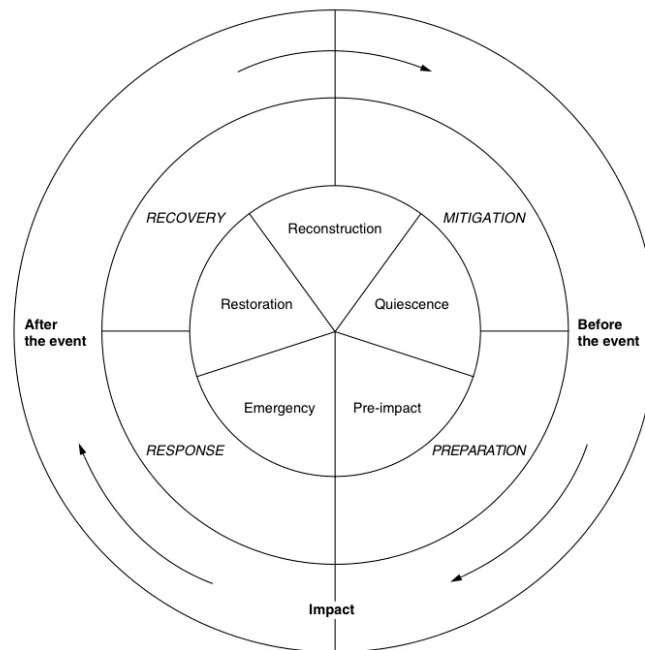 Reconstruction
RECOVERY
MITIGATION
Restoration
Quiescence
After
the event
Before
the event
Emergency
Pre-impact
RESPONSE
PREPARATION
Impact